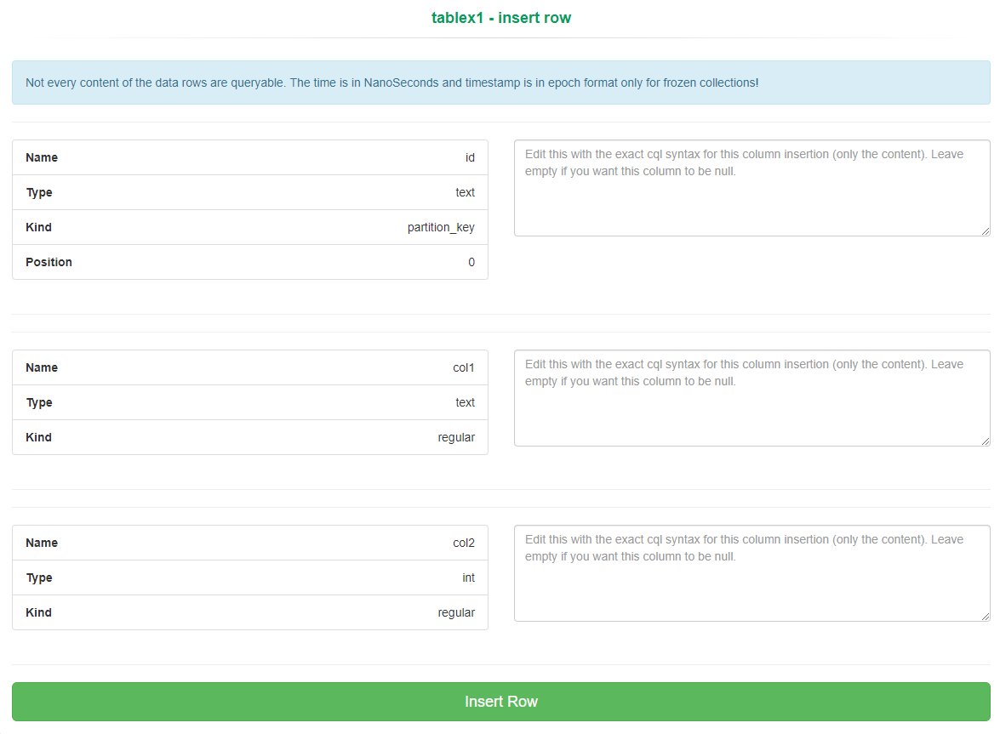 tablex1 - insert row
Not every content of the data rows are queryable. The time is in NanoSeconds and timestamp is in epoch format only for frozen collections!
Name id
Type text
Kind partition_key
Position 0
Edit this with the exact cql syntax for this column insertion (only the content). Leave
empty if you want this column to be null.
Name col1
Type text
Kind regular
Edit this with the exact cql syntax for this column insertion (only the content). Leave
empty if you want this column to be null.
Name col2
Type int
Kind regular
Edit this with the exact cql syntax for this column insertion (only the content). Leave
empty if you want this column to be null.
Insert Row